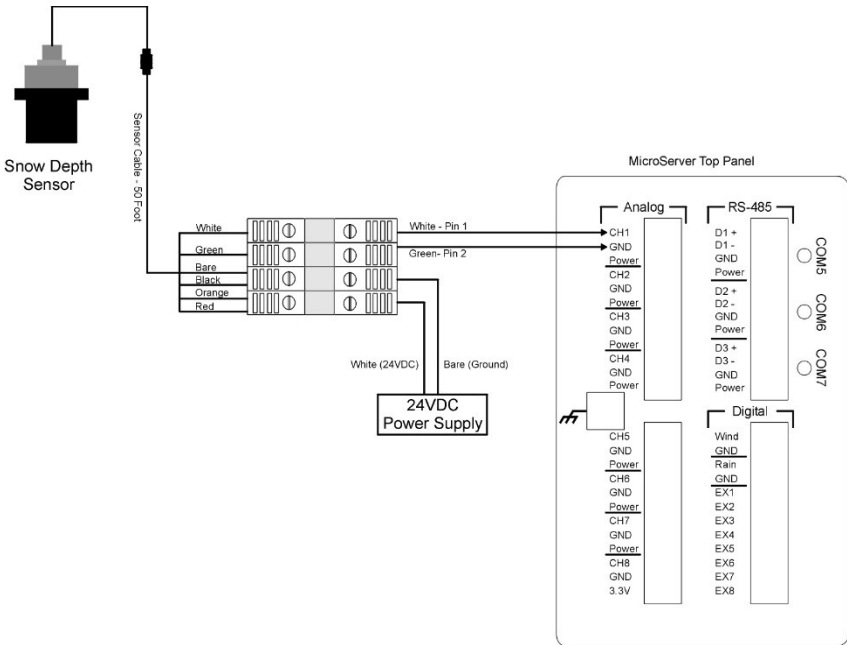 Snow Depth
Sensor
Sensor Cable - 50 Foot
White
Green
Bare
Black
Orange
Red
White - Pin 1
Green- Pin 2
White (24VDC)
Bare (Ground)
24VDC
Power Supply
MicroServer Top Panel
Analog
CH1
GND
Power
CH2
GND
Power
CH3
GND
Power
CH4
GND
Power
CH5
GND
Power
CH6
GND
Power
CH7
GND
Power
CH8
GND
3.3V
RS-485
D1 +
D1 -
GND
Power
D2 +
D2 -
GND
Power
D3 +
D3 -
GND
Power
COM5
COM6
COM7
Digital
Wind
GND
Rain
GND
EX1
EX2
EX3
EX4
EX5
EX6
EX7
EX8